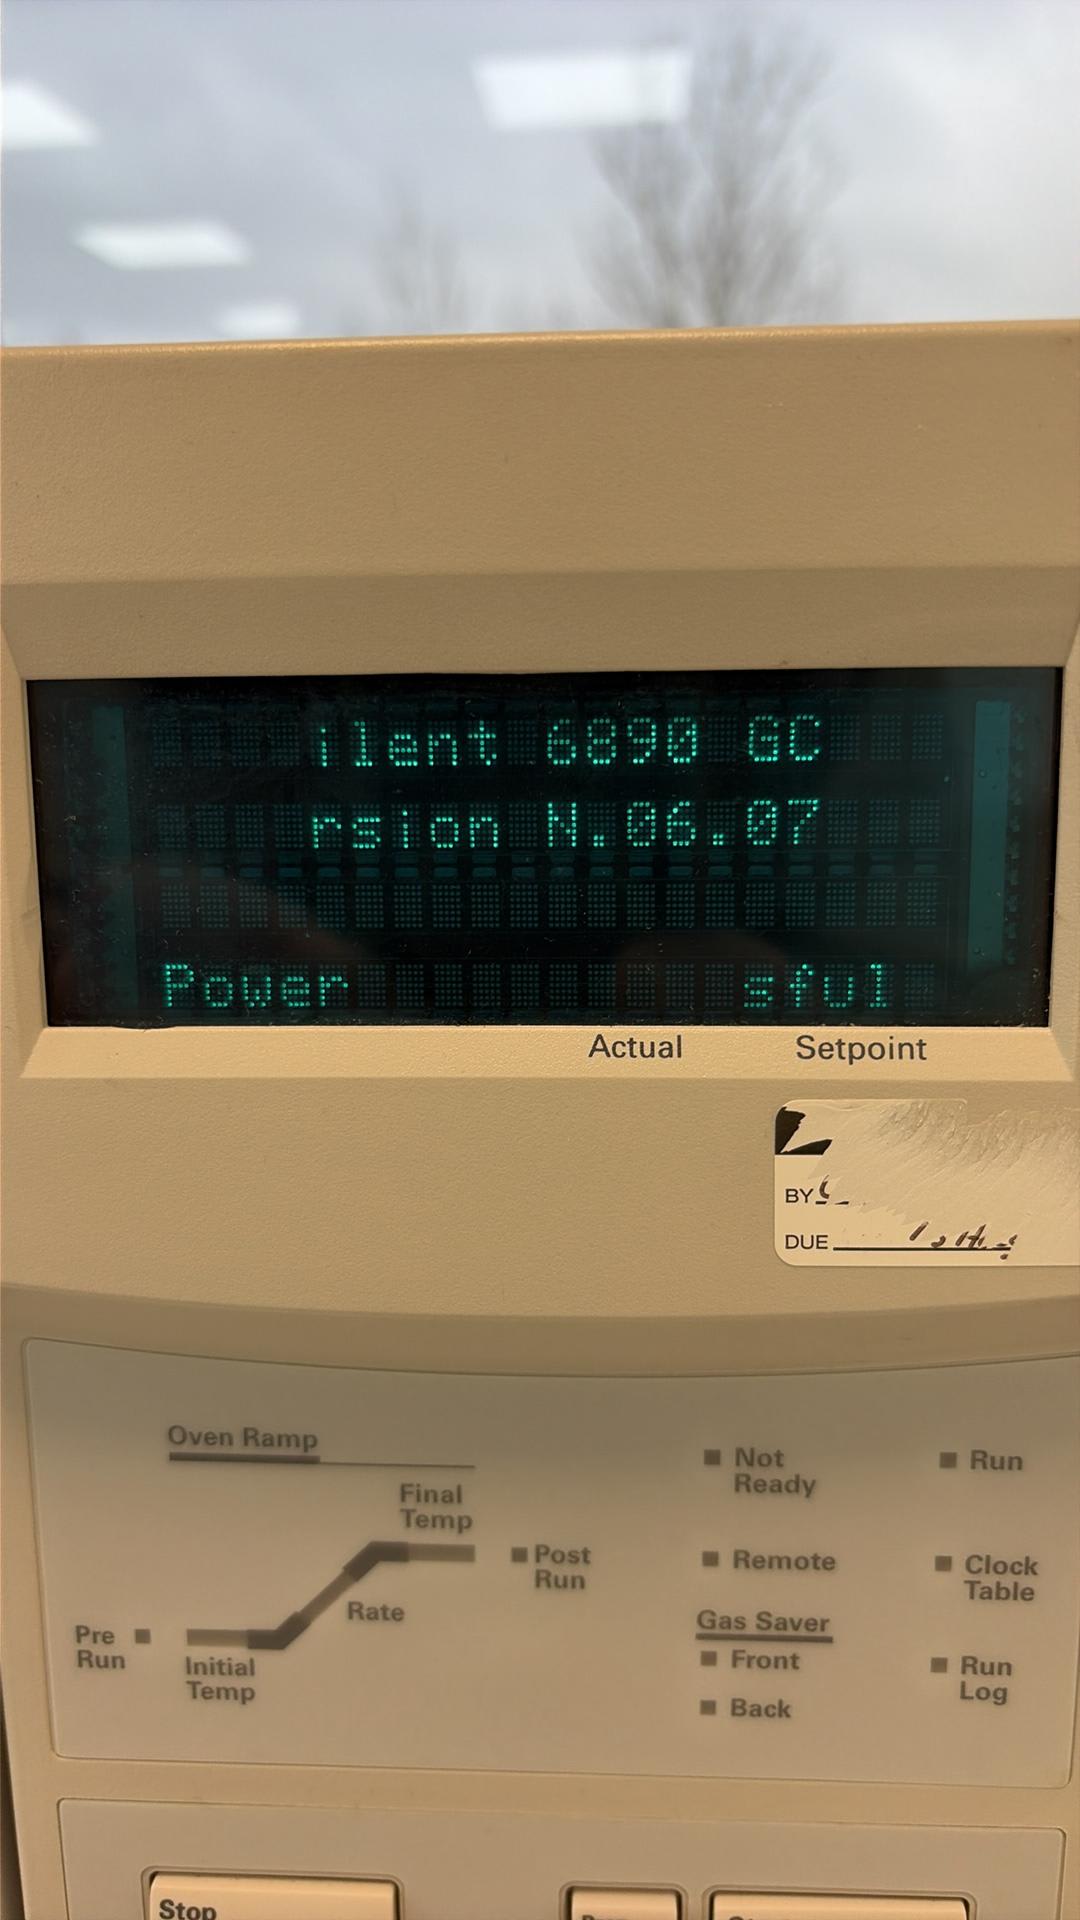 ilent 6890 GC
rsion N.06.07
Power sful
Actual Setpoint
BY
DUE
Oven Ramp
Final Temp
Post Run
Rate
Pre Run
Initial Temp
Not Ready
Run
Remote
Clock Table
Gas Saver
Front
Run Log
Back
Stop